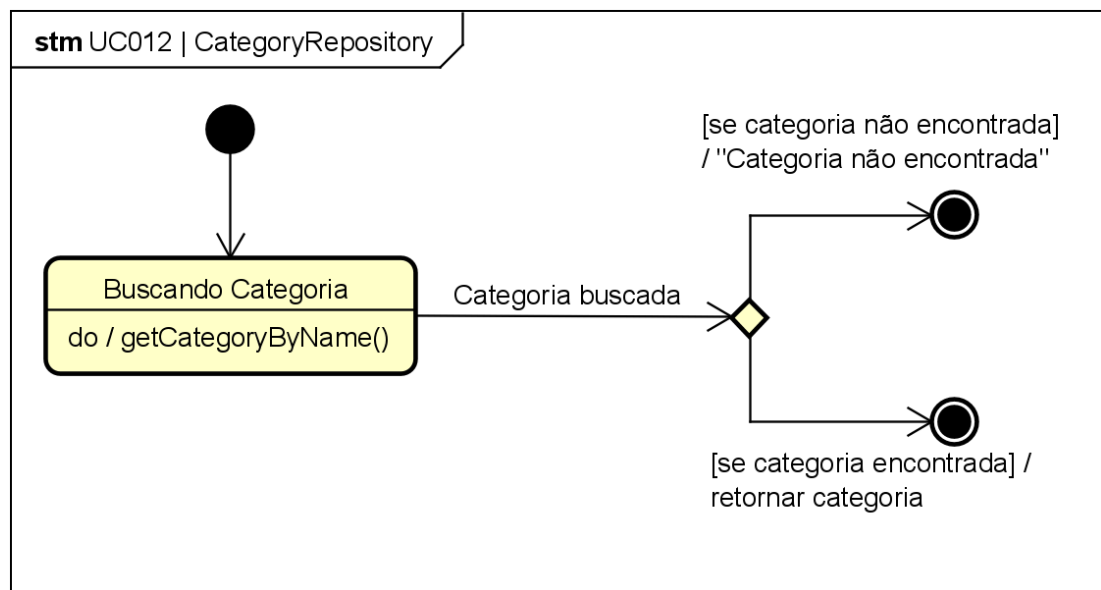 stm UC012 | CategoryRepository
[se categoria não encontrada]
/ "Categoria não encontrada"
Buscando Categoria
do / getCategoryByName()
Categoria buscada
[se categoria encontrada] /
retornar categoria